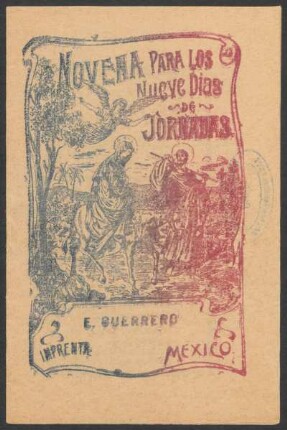 NOVENA PARA LOS
NUEVE DIAS
DE
JORNADAS.
E. GUERRERO
IMPRENTA.
MEXICO.